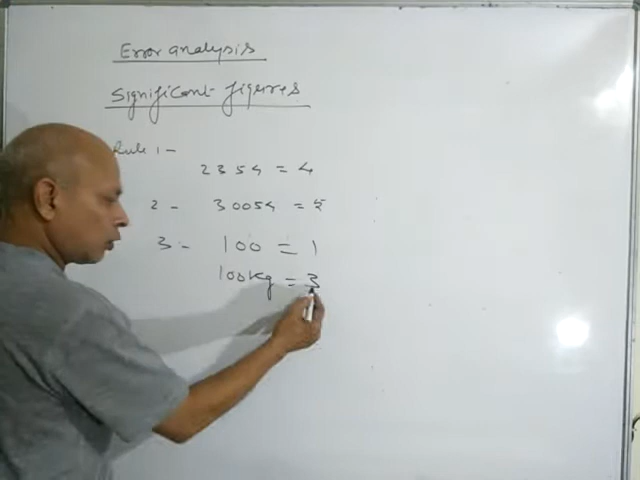 Error analysis
Significant figures
Rule 1 -
2354 = 4
2 - 30054 = 5
3 - 100 = 1
100kg = 3